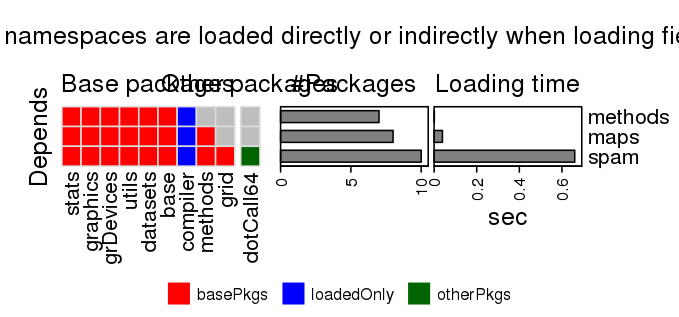 namespaces are loaded directly or indirectly when loading fie
Base packages
Other packages
#Packages
Loading time
Depends
methods
maps
spam
stats
graphics
grDevices
utils
datasets
base
compiler
methods
grid
dotCall64
0
5
10
0
0.2
0.4
0.6
sec
basePkgs
loadedOnly
otherPkgs